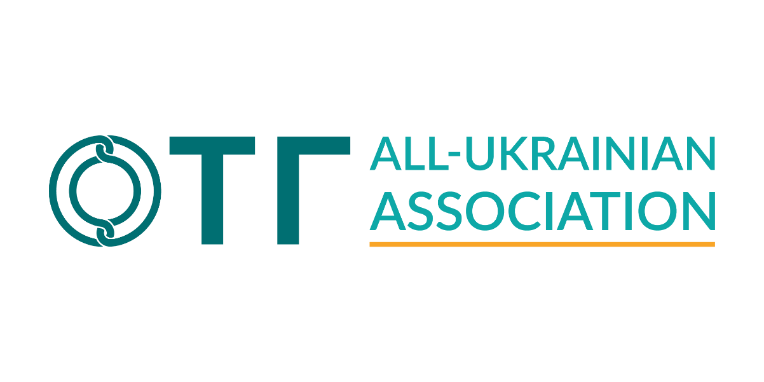 ОТГ
ALL-UKRAINIAN
ASSOCIATION